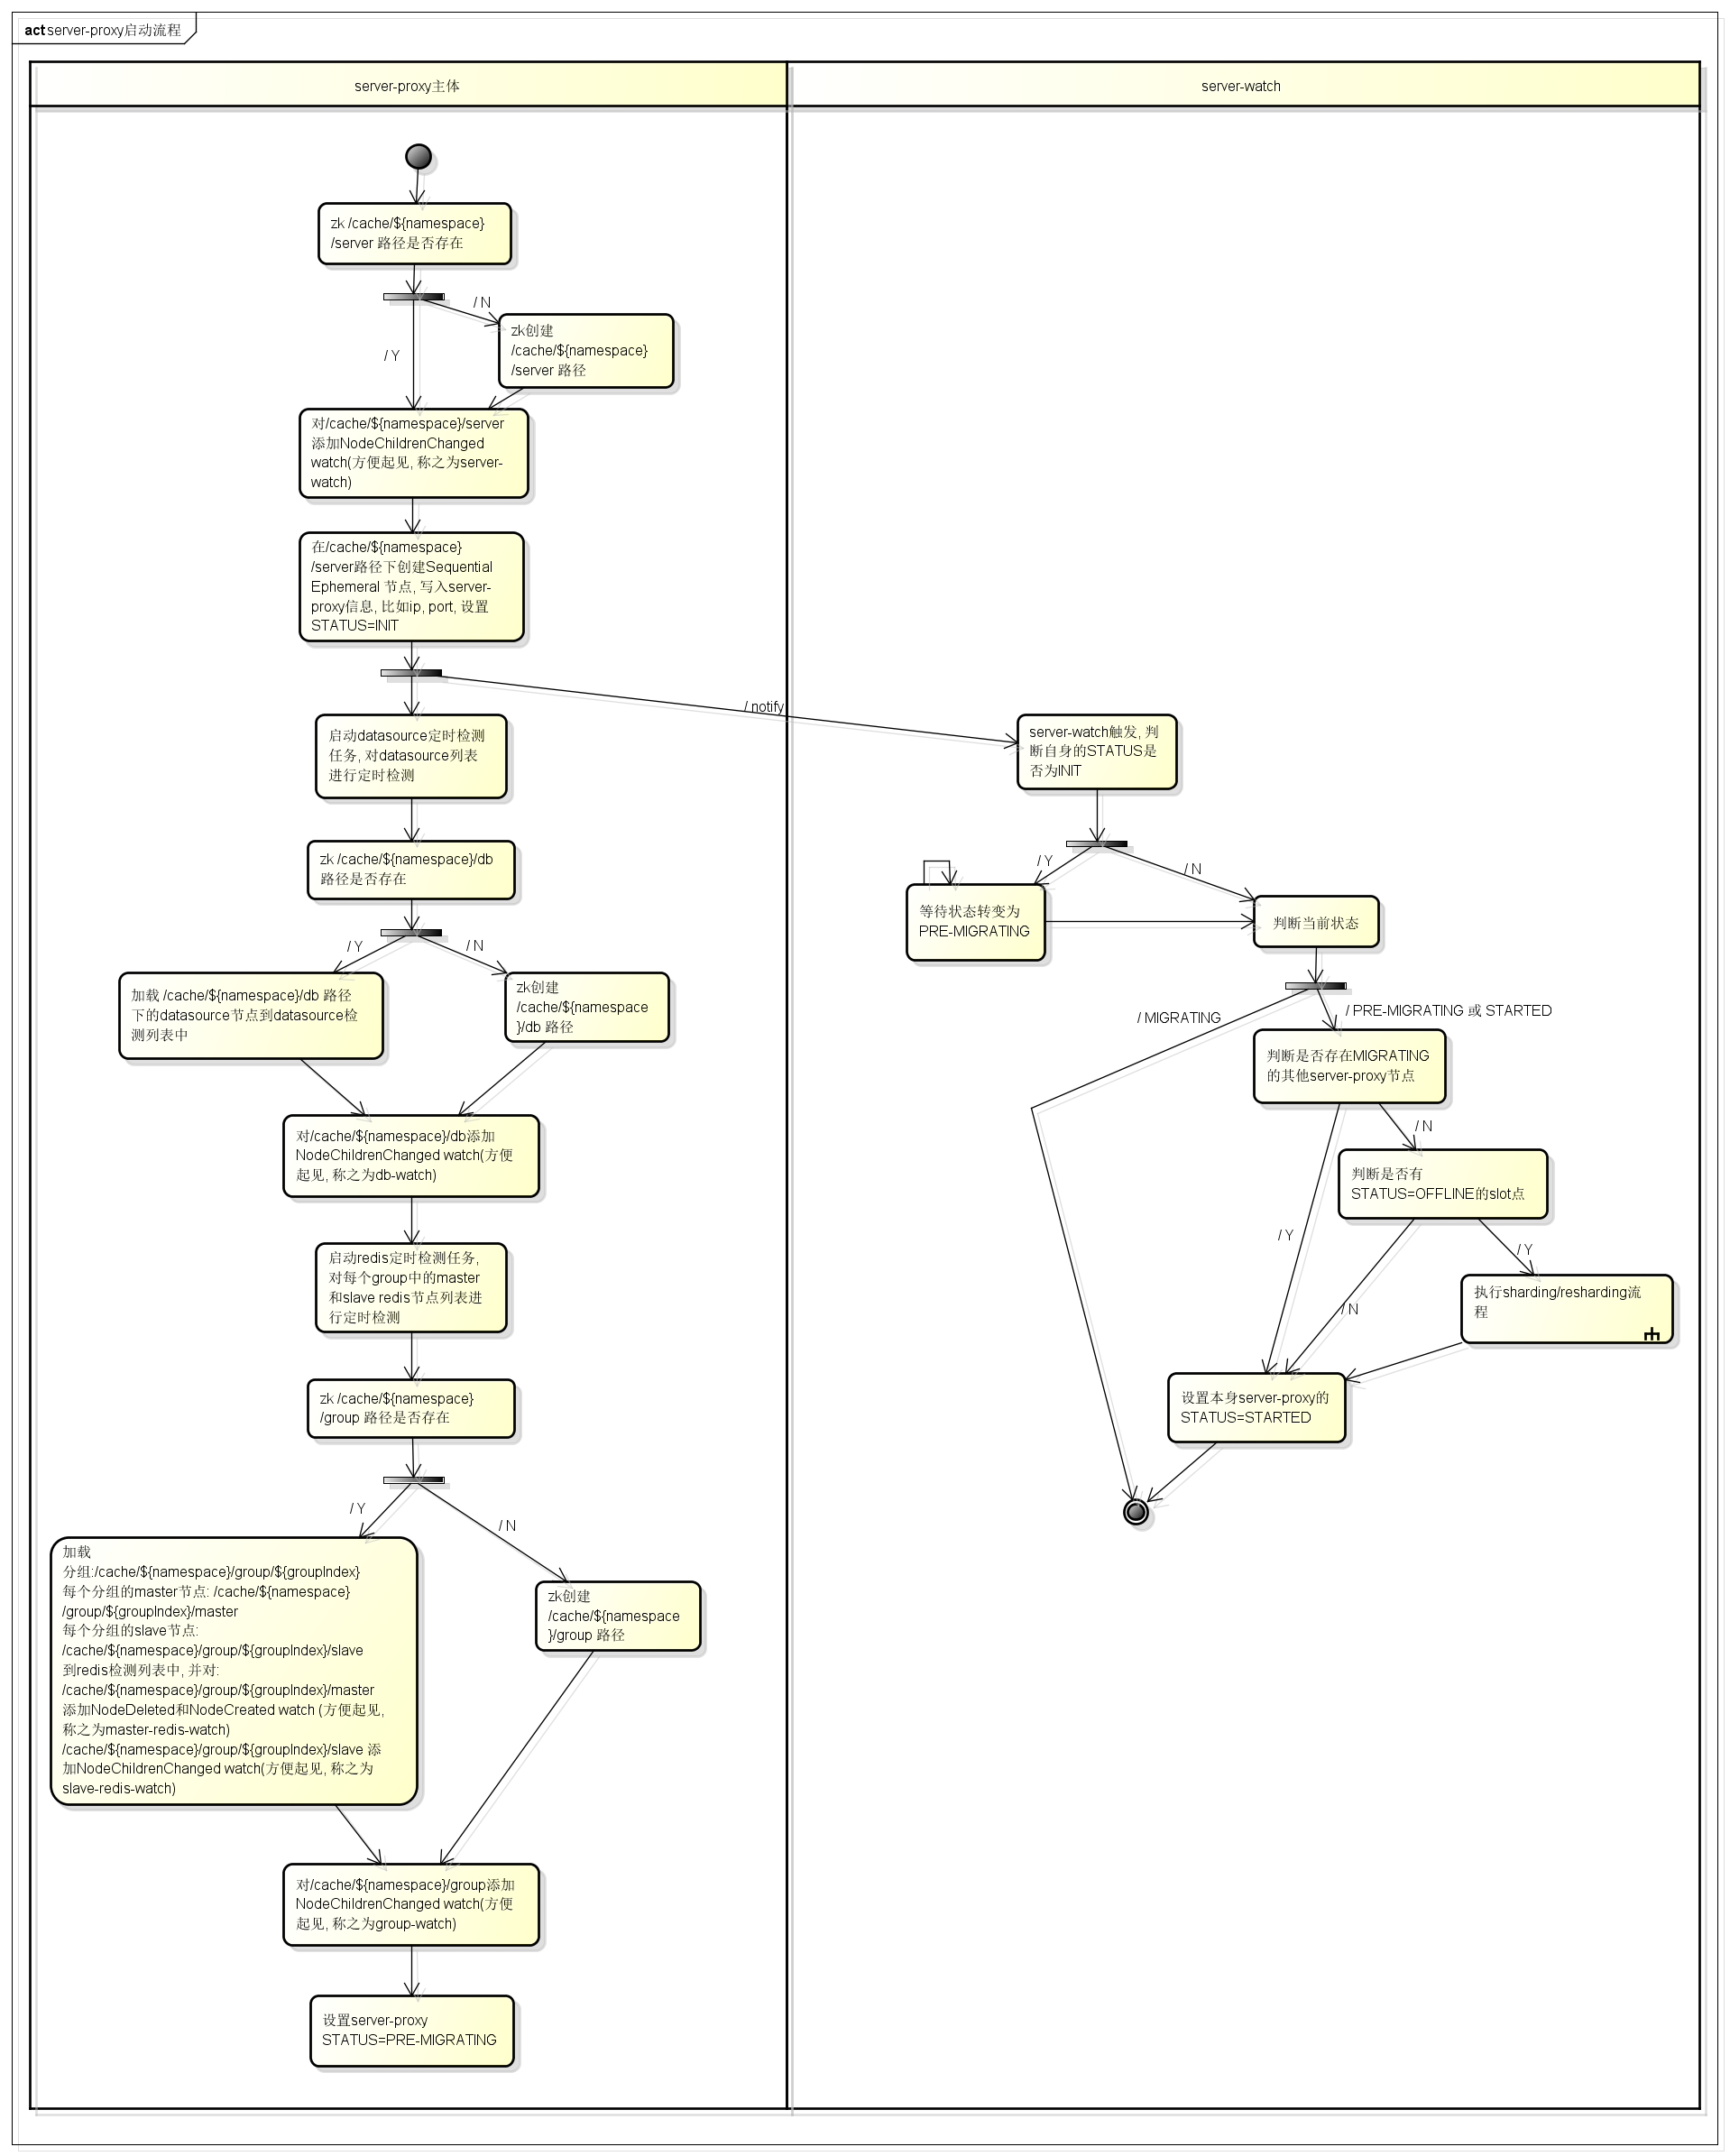 act server-proxy启动流程
server-proxy主体
server-watch
zk /cache/${namespace}
/server 路径是否存在
/ N
zk创建
/cache/${namespace}
/server 路径
/ Y
对/cache/${namespace}/server
添加NodeChildrenChanged
watch(方便起见, 称之为server-
watch)
在/cache/${namespace}
/server路径下创建Sequential
Ephemeral 节点, 写入server-
proxy信息, 比如ip, port, 设置
STATUS=INIT
/ notify
启动datasource定时检测
任务, 对datasource列表
进行定时检测
zk /cache/${namespace}/db
路径是否存在
/ Y
/ N
加载 /cache/${namespace}/db 路径
下的datasource节点到datasource检
测列表中
zk创建
/cache/${namespace
}/db 路径
对/cache/${namespace}/db添加
NodeChildrenChanged watch(方便
起见, 称之为db-watch)
启动redis定时检测任务,
对每个group中的master
和slave redis节点列表进
行定时检测
zk /cache/${namespace}
/group 路径是否存在
/ Y
/ N
加载
分组:/cache/${namespace}/group/${groupIndex}
每个分组的master节点: /cache/${namespace}
/group/${groupIndex}/master
每个分组的slave节点:
/cache/${namespace}/group/${groupIndex}/slave
到redis检测列表中, 并对:
/cache/${namespace}/group/${groupIndex}/master
添加NodeDeleted和NodeCreated watch (方便起见,
称之为master-redis-watch)
/cache/${namespace}/group/${groupIndex}/slave 添
加NodeChildrenChanged watch(方便起见, 称之为
slave-redis-watch)
zk创建
/cache/${namespace
}/group 路径
对/cache/${namespace}/group添加
NodeChildrenChanged watch(方便
起见, 称之为group-watch)
设置server-proxy
STATUS=PRE-MIGRATING
server-watch触发, 判
断自身的STATUS是
否为INIT
/ Y
/ N
等待状态转变为
PRE-MIGRATING
判断当前状态
/ MIGRATING
/ PRE-MIGRATING 或 STARTED
判断是否存在MIGRATING
的其他server-proxy节点
/ N
判断是否有
STATUS=OFFLINE的slot点
/ Y
/ Y
/ N
执行sharding/resharding流
程
设置本身server-proxy的
STATUS=STARTED